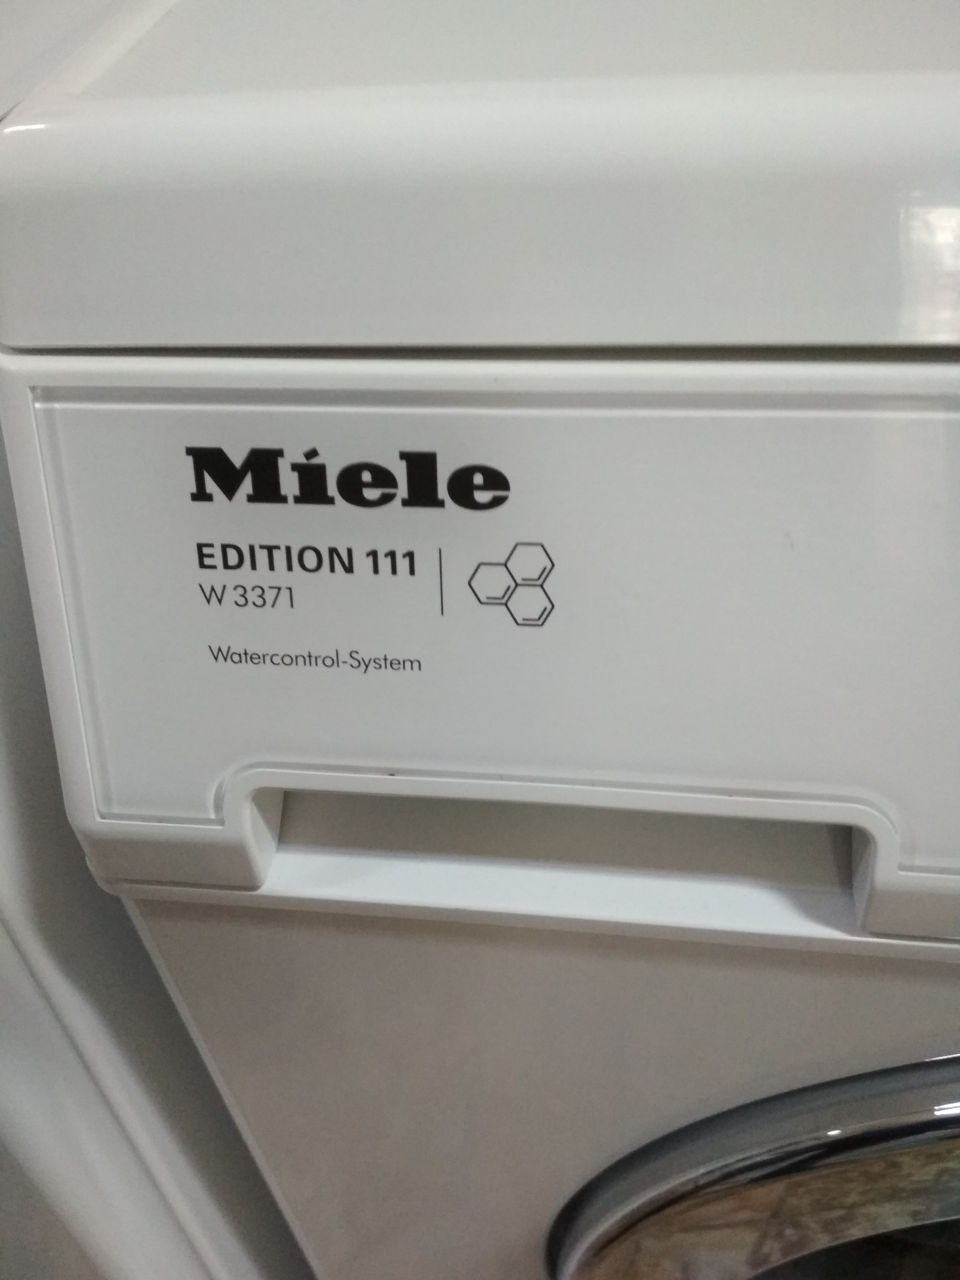 Miele
EDITION 111
W 3371
Watercontrol-System